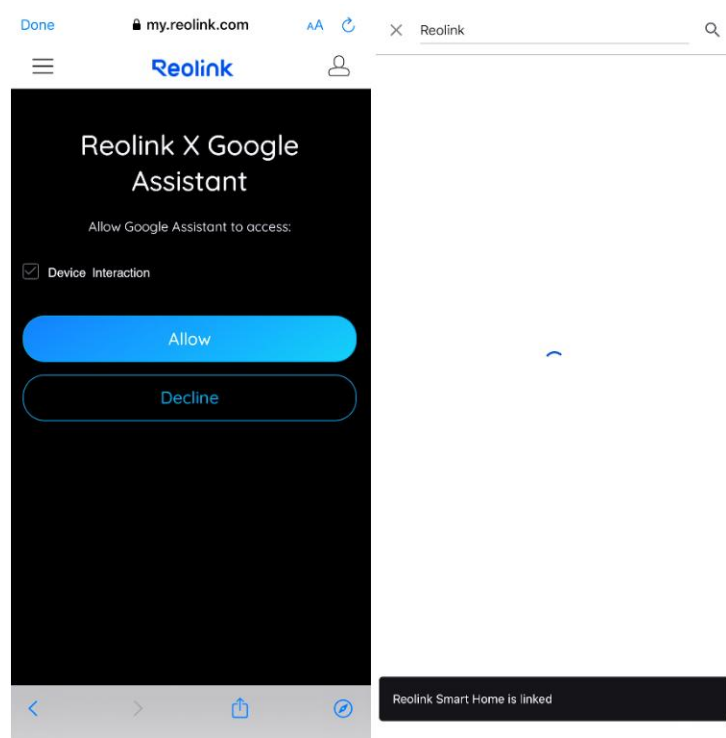 Done
my.reolink.com
AA
Reolink
Reolink X Google
Assistant
Allow Google Assistant to access:
Device Interaction
Allow
Decline
Reolink
Reolink Smart Home is linked